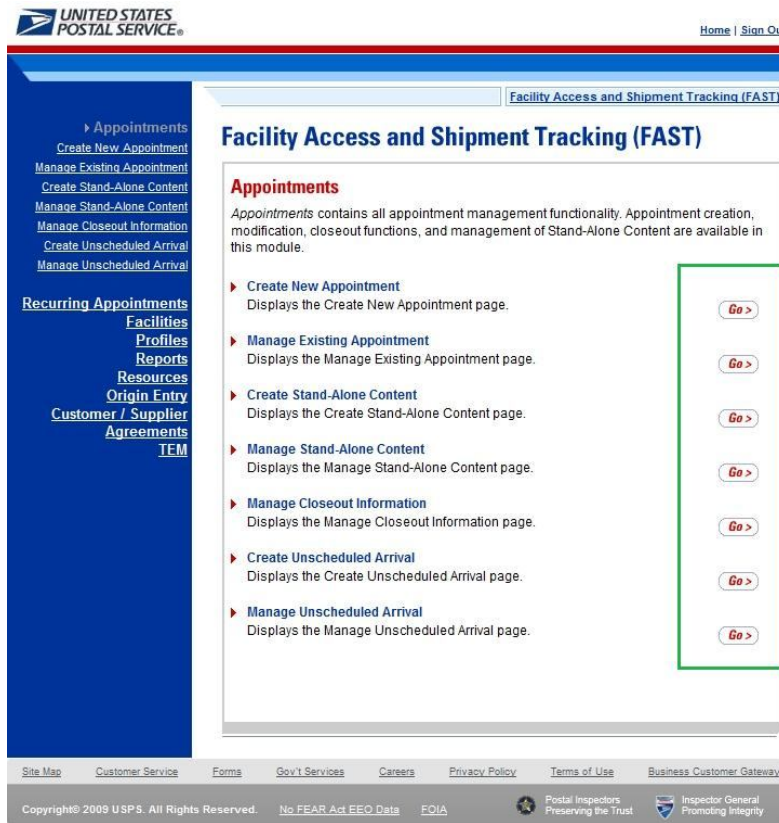 UNITED STATES
POSTAL SERVICE®
Home | Sign Ou
Facility Access and Shipment Tracking (FAST)
Appointments
Create New Appointment
Manage Existing Appointment
Create Stand-Alone Content
Manage Stand-Alone Content
Manage Closeout Information
Create Unscheduled Arrival
Manage Unscheduled Arrival
Recurring Appointments
Facilities
Profiles
Reports
Resources
Origin Entry
Customer / Supplier
Agreements
TEM
Facility Access and Shipment Tracking (FAST)
Appointments
Appointments contains all appointment management functionality. Appointment creation,
modification, closeout functions, and management of Stand-Alone Content are available in
this module.
Create New Appointment
Displays the Create New Appointment page.
Go >
Manage Existing Appointment
Displays the Manage Existing Appointment page.
Go >
Create Stand-Alone Content
Displays the Create Stand-Alone Content page.
Go >
Manage Stand-Alone Content
Displays the Manage Stand-Alone Content page.
Go >
Manage Closeout Information
Displays the Manage Closeout Information page.
Go >
Create Unscheduled Arrival
Displays the Create Unscheduled Arrival page.
Go >
Manage Unscheduled Arrival
Displays the Manage Unscheduled Arrival page.
Go >
Site Map Customer Service Forms Gov't Services Careers Privacy Policy Terms of Use Business Customer Gateway
Copyright© 2009 USPS. All Rights Reserved. No FEAR Act EEO Data FOIA
Postal Inspectors
Preserving the Trust
Inspector General
Promoting Integrity